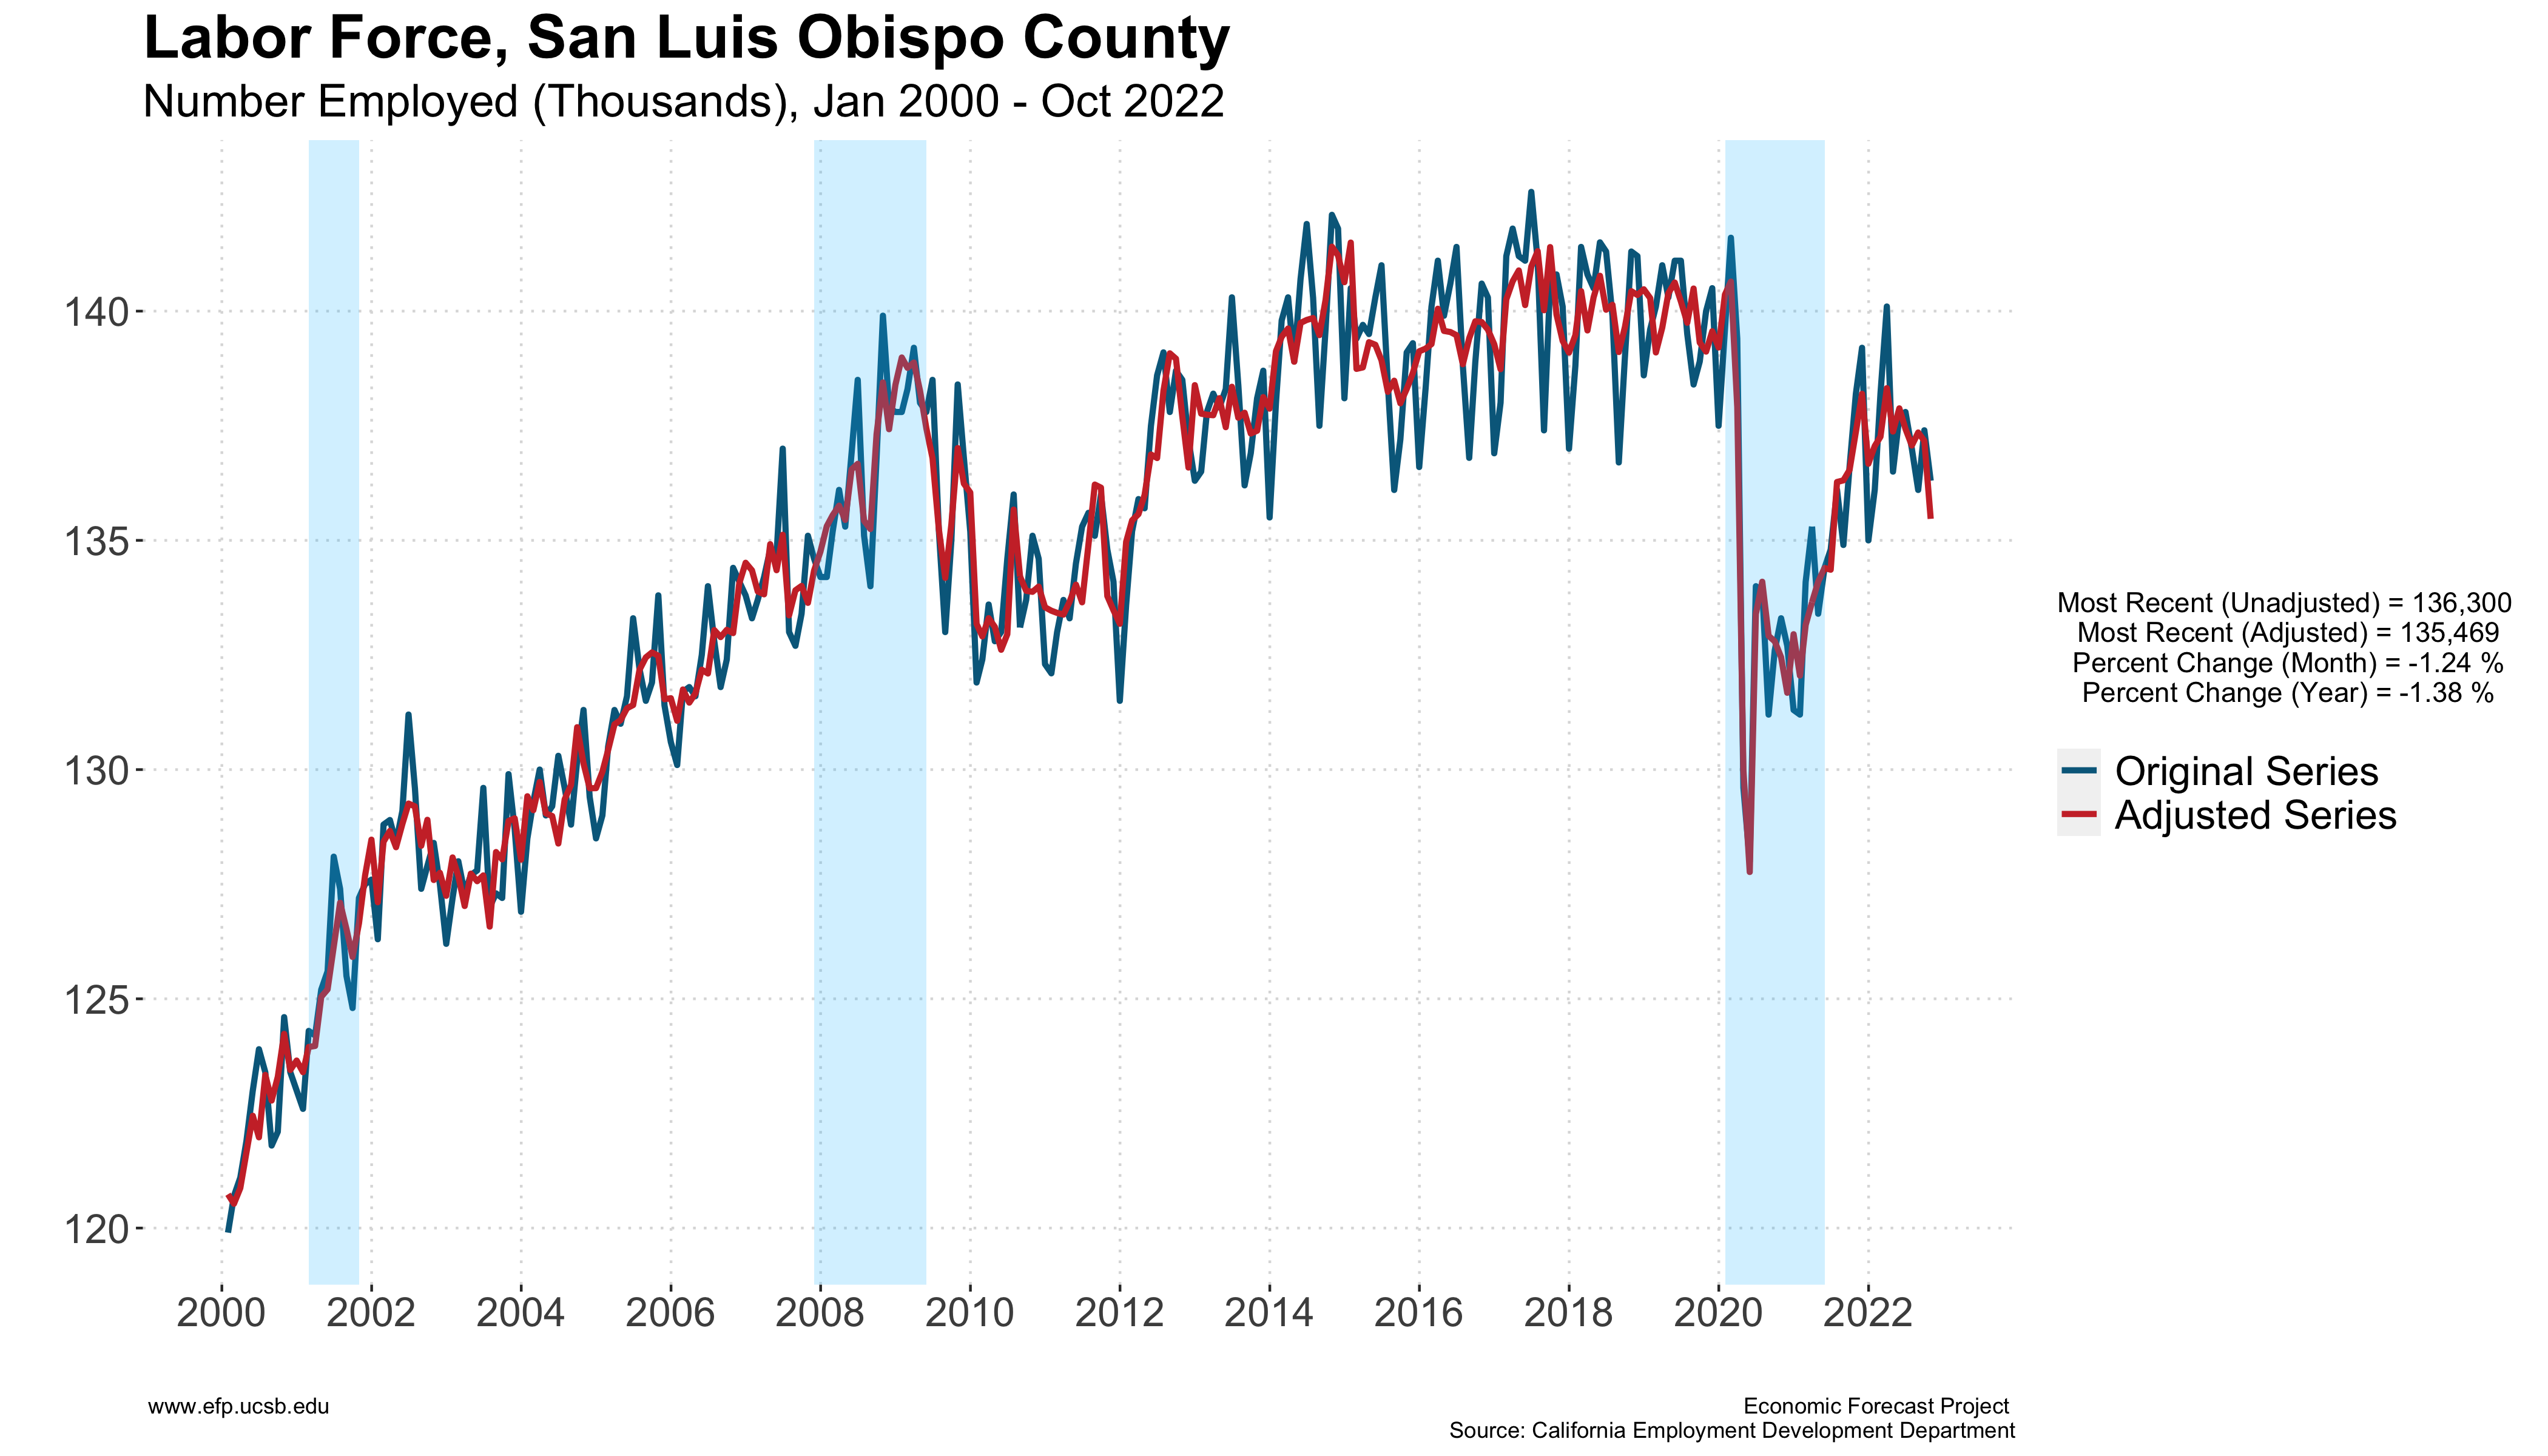 Labor Force, San Luis Obispo County
Number Employed (Thousands), Jan 2000 - Oct 2022
140
135
130
125
120
2000 2002 2004 2006 2008 2010 2012 2014 2016 2018 2020 2022
Most Recent (Unadjusted) = 136,300
Most Recent (Adjusted) = 135,469
Percent Change (Month) = -1.24 %
Percent Change (Year) = -1.38 %
Original Series
Adjusted Series
www.efp.ucsb.edu
Economic Forecast Project
Source: California Employment Development Department